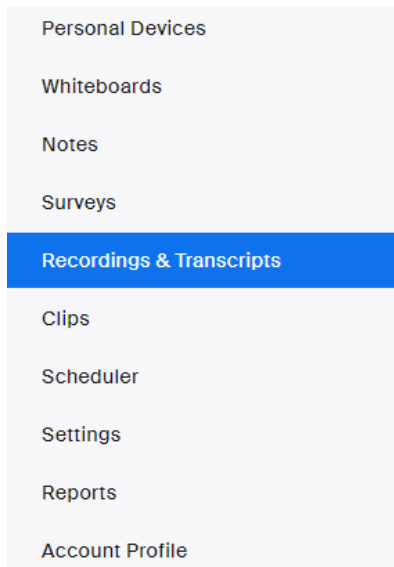 Personal Devices
Whiteboards
Notes
Surveys
Recordings & Transcripts
Clips
Scheduler
Settings
Reports
Account Profile